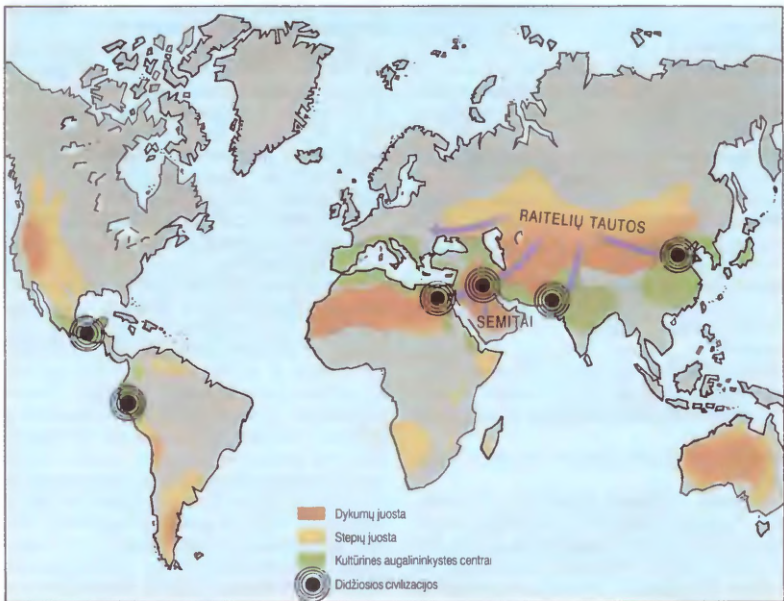 RAITELIŲ TAUTOS
SEMITAI
Dykumų juosta
Stepių juosta
Kultūrinės augalininkystės centrai
Didžiosios civilizacijos